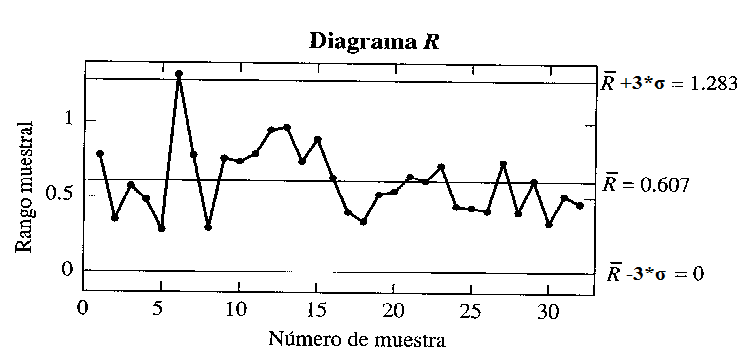 Diagrama R
R̅ +3*σ = 1.283
1
Rango muestral
R̅ = 0.607
0.5
0
R̅ -3*σ = 0
0 5 10 15 20 25 30
Número de muestra